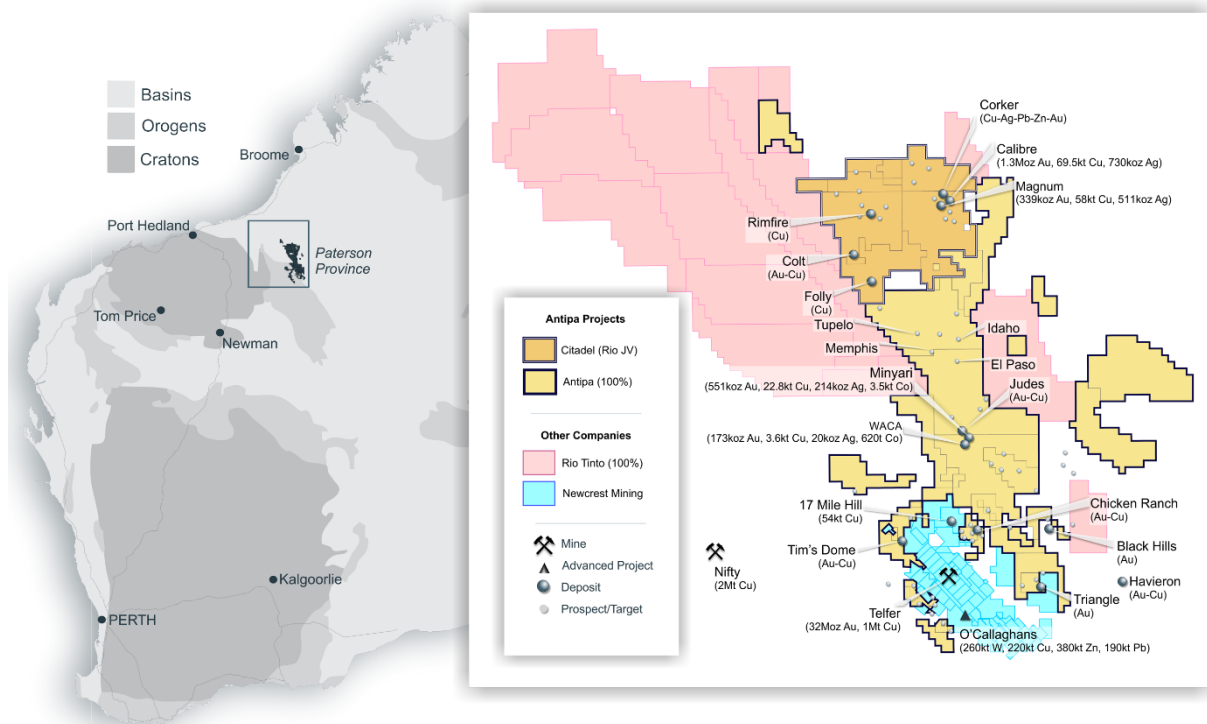 Basins
Orogens
Cratons
Broome
Port Hedland
Paterson
Province
Tom Price
Newman
Kalgoorlie
PERTH
Antipa Projects
Citadel (Rio JV)
Antipa (100%)
Other Companies
Rio Tinto (100%)
Newcrest Mining
Mine
Advanced Project
Deposit
Prospect/Target
Corker
(Cu-Ag-Pb-Zn-Au)
Calibre
(1.3Moz Au, 69.5kt Cu, 730koz Ag)
Magnum
(339koz Au, 58kt Cu, 511koz Ag)
Rimfire
(Cu)
Colt
(Au-Cu)
Folly
(Cu)
Tupelo
Idaho
Memphis
El Paso
Minyari
(551koz Au, 22.8kt Cu, 214koz Ag, 3.5kt Co)
Judes
(Au-Cu)
WACA
(173koz Au, 3.6kt Cu, 20koz Ag, 620t Co)
17 Mile Hill
(54kt Cu)
Chicken Ranch
(Au-Cu)
Tim's Dome
(Au-Cu)
Black Hills
(Au)
Nifty
(2Mt Cu)
Havieron
(Au-Cu)
Triangle
(Au)
Telfer
(32Moz Au, 1Mt Cu)
O'Callaghans
(260kt W, 220kt Cu, 380kt Zn, 190kt Pb)